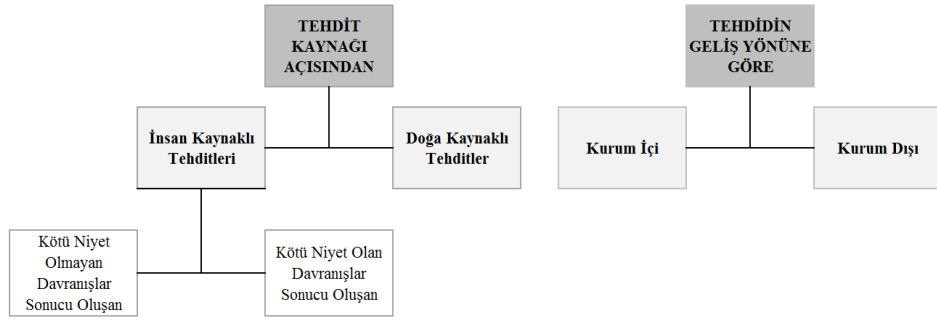 TEHDİT
KAYNAĞI
AÇISINDAN
TEHDİDİN
GELİŞ YÖNÜNE
GÖRE
İnsan Kaynaklı
Tehditleri
Doğa Kaynaklı
Tehditler
Kurum İçi
Kurum Dışı
Kötü Niyet
Olmayan
Davranışlar
Sonucu Oluşan
Kötü Niyet Olan
Davranışlar
Sonucu Oluşan